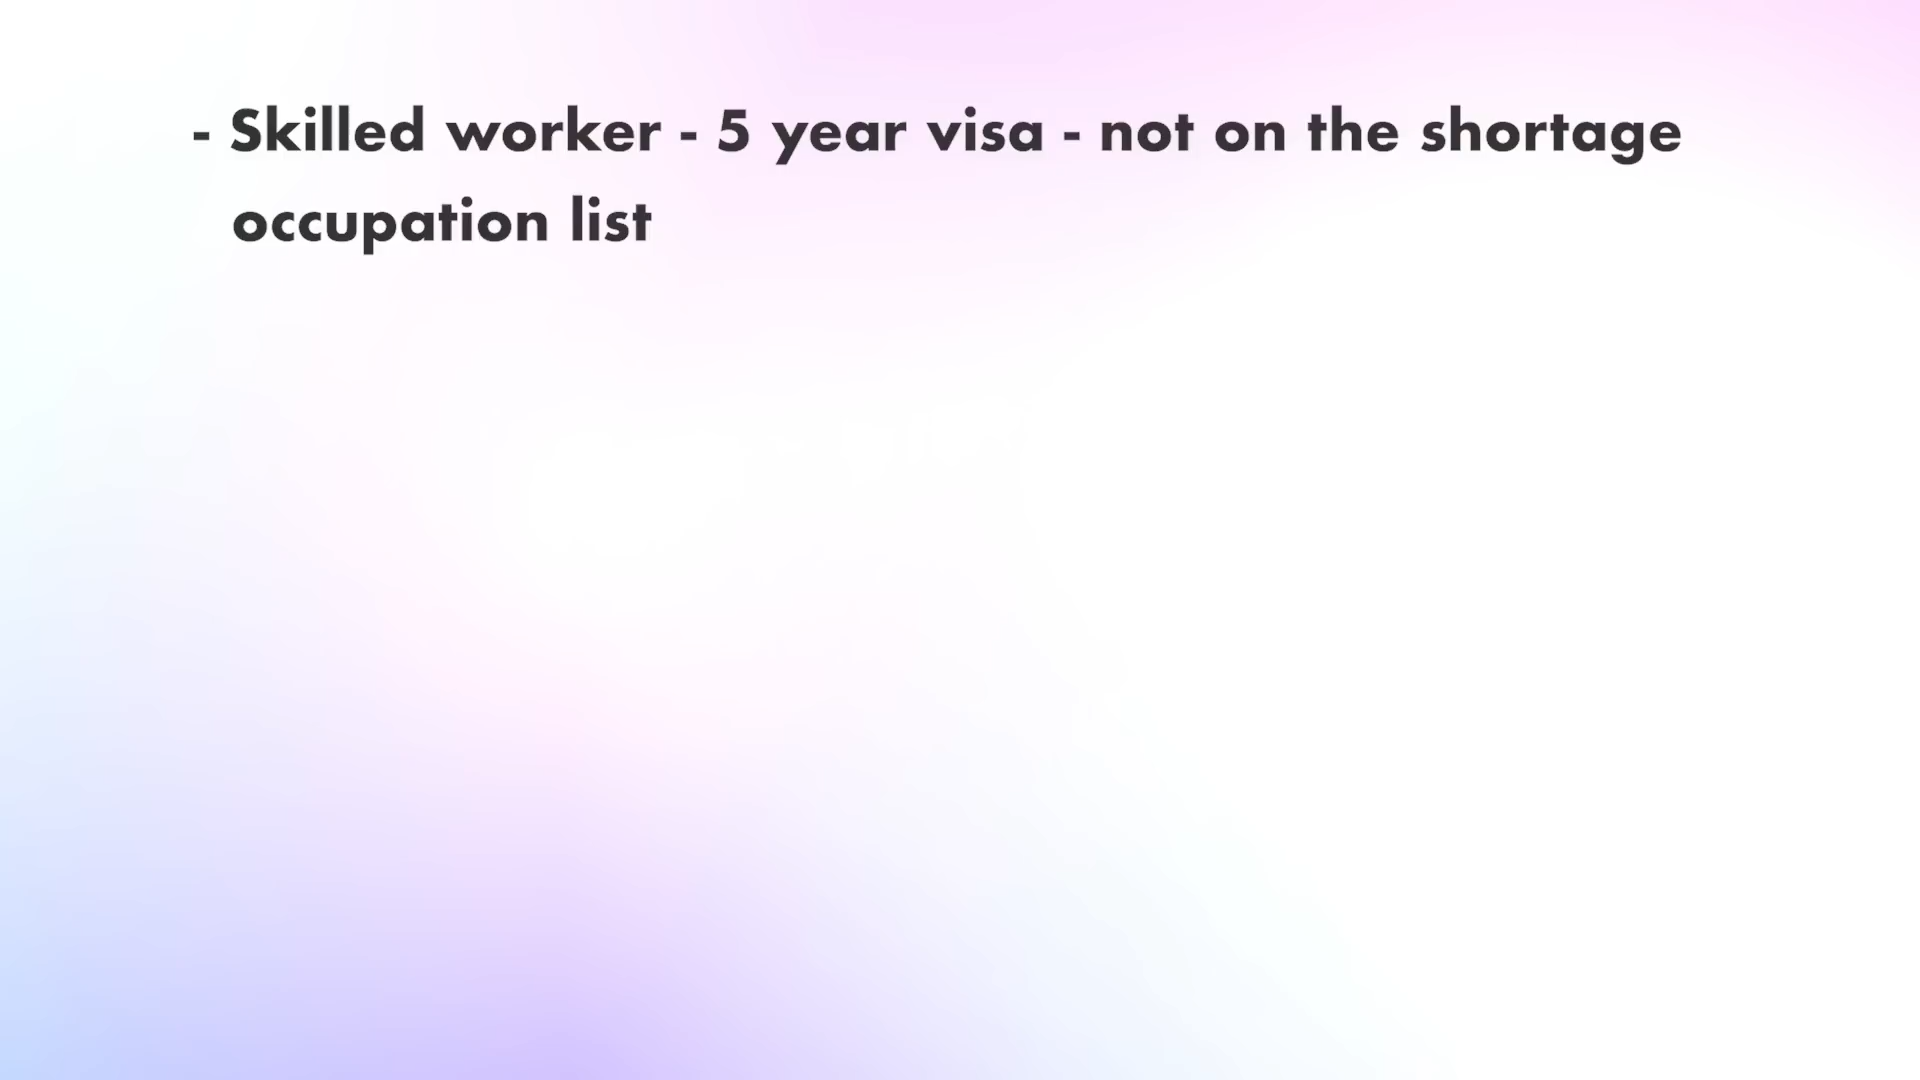 - Skilled worker - 5 year visa - not on the shortage
occupation list